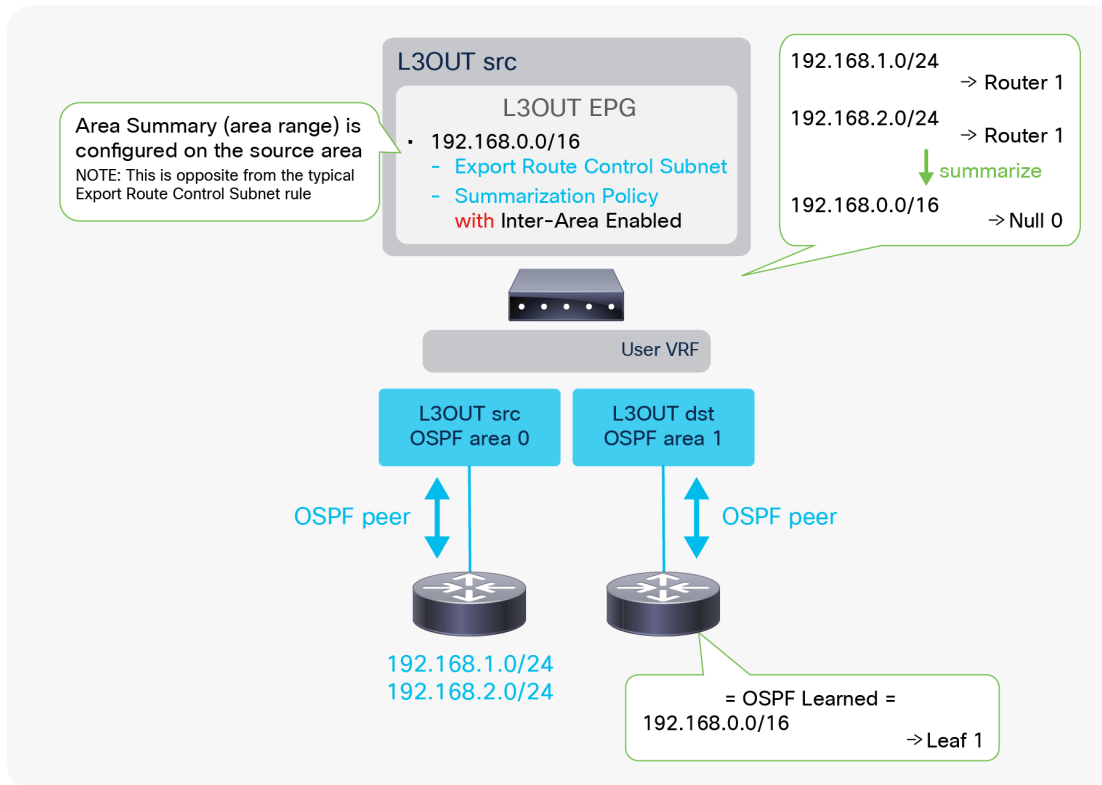 L3OUT src
L3OUT EPG
· 192.168.0.0/16
- Export Route Control Subnet
- Summarization Policy
with Inter-Area Enabled
Area Summary (area range) is
configured on the source area
NOTE: This is opposite from the typical
Export Route Control Subnet rule
192.168.1.0/24
→ Router 1
192.168.2.0/24
→ Router 1
summarize
192.168.0.0/16
→ Null 0
User VRF
L3OUT src
OSPF area 0
L3OUT dst
OSPF area 1
OSPF peer
OSPF peer
192.168.1.0/24
192.168.2.0/24
= OSPF Learned =
192.168.0.0/16
→ Leaf 1